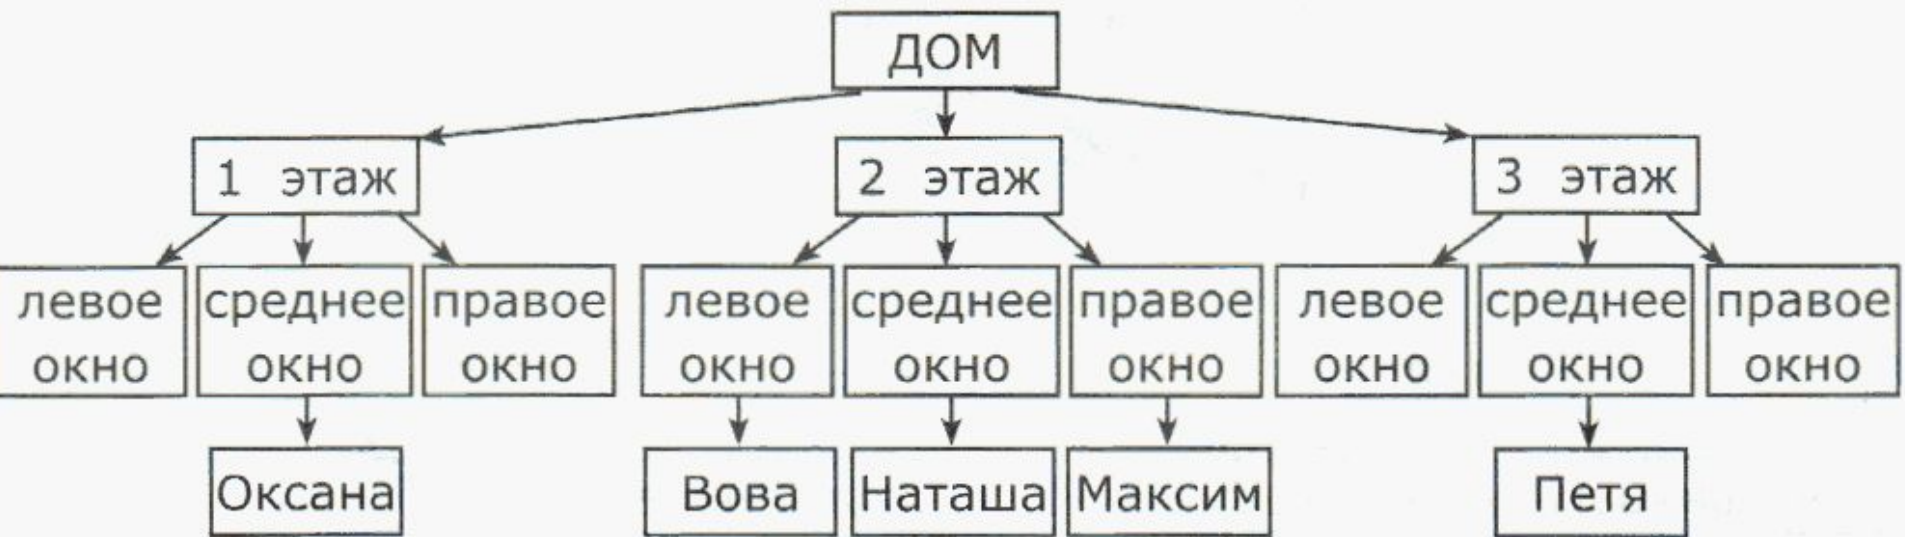 ДОМ
1 этаж
2 этаж
3 этаж
левое
окно
среднее
окно
правое
окно
левое
окно
среднее
окно
правое
окно
левое
окно
среднее
окно
правое
окно
Оксана
Вова
Наташа
Максим
Петя